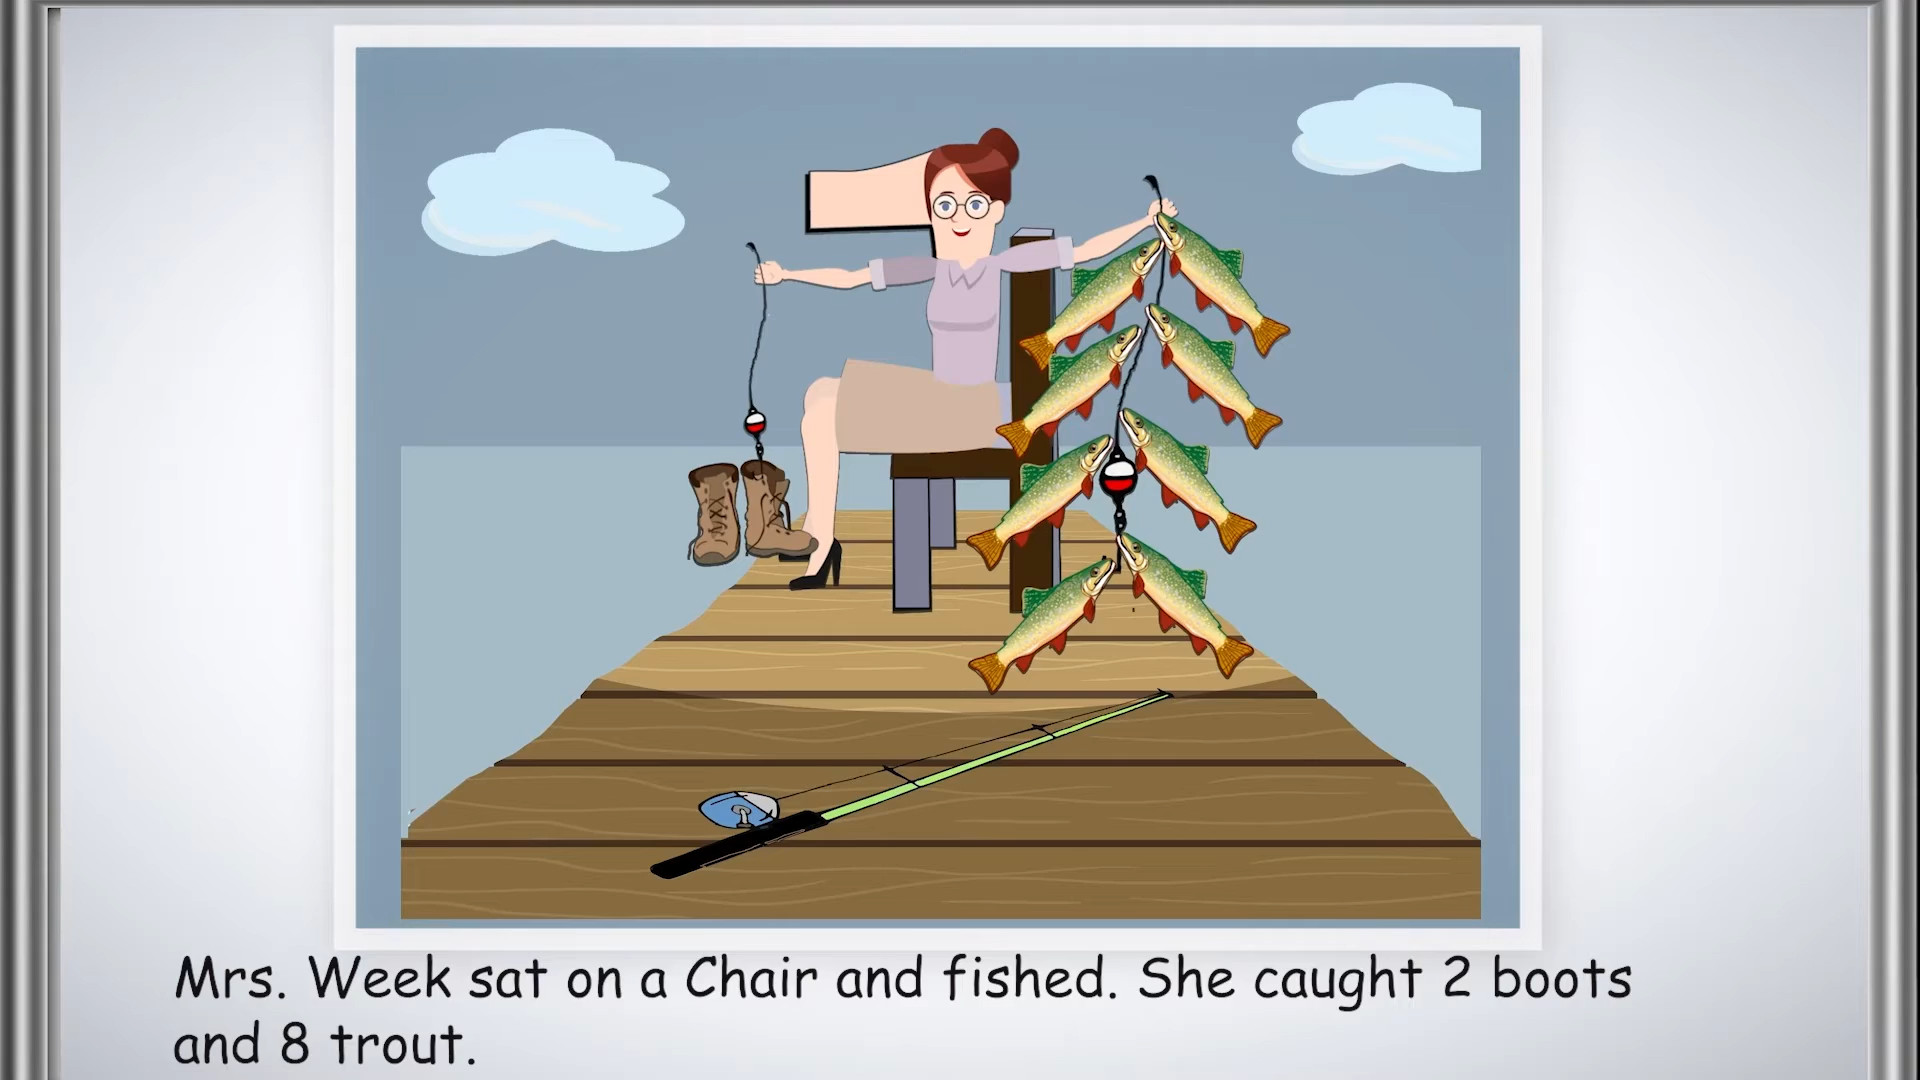 Mrs. Week sat on a Chair and fished. She caught 2 boots
and 8 trout.